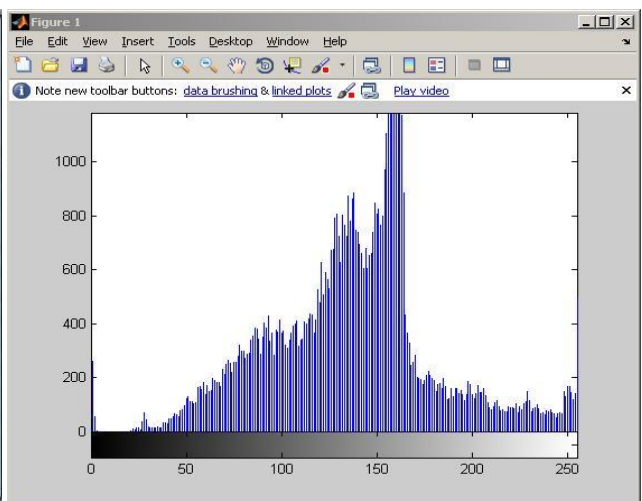 Figure 1
File Edit View Insert Tools Desktop Window Help
Note new toolbar buttons: data brushing & linked plots Play video
1000
800
600
400
200
0
0 50 100 150 200 250